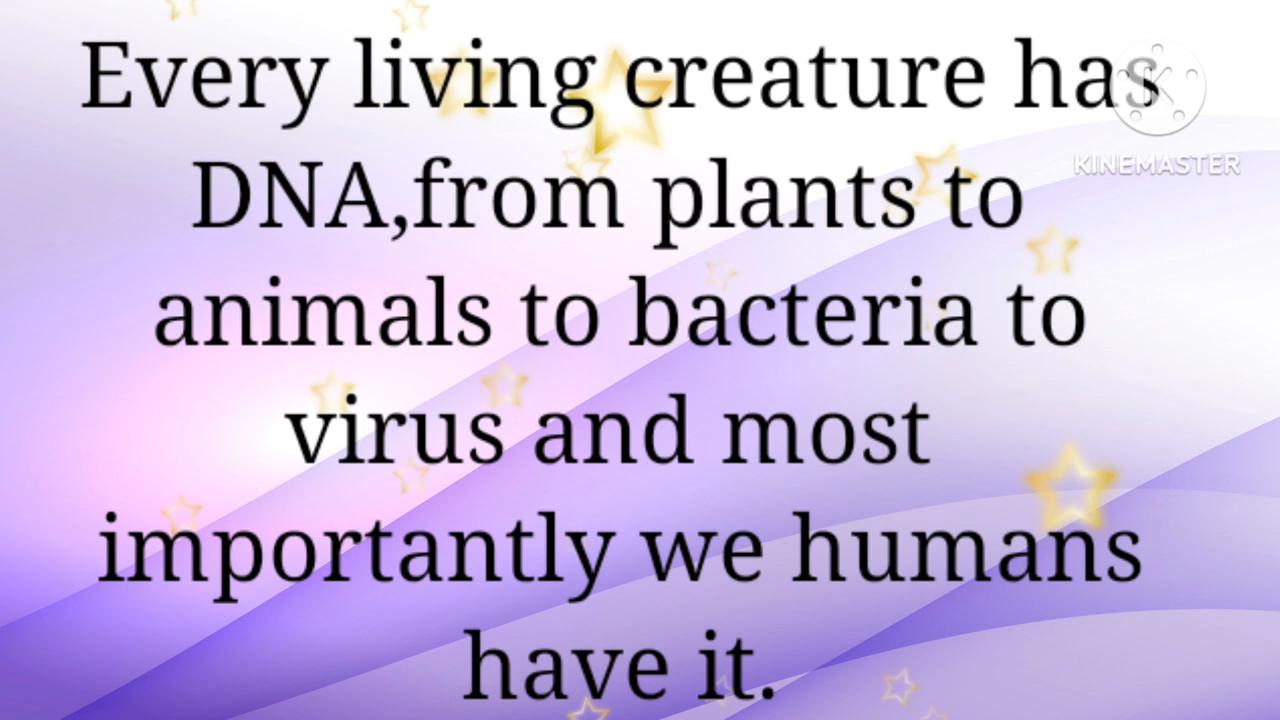 Every living creature has
KINEMASTER
DNA,from plants to
animals to bacteria to
virus and most
importantly we humans
have it.